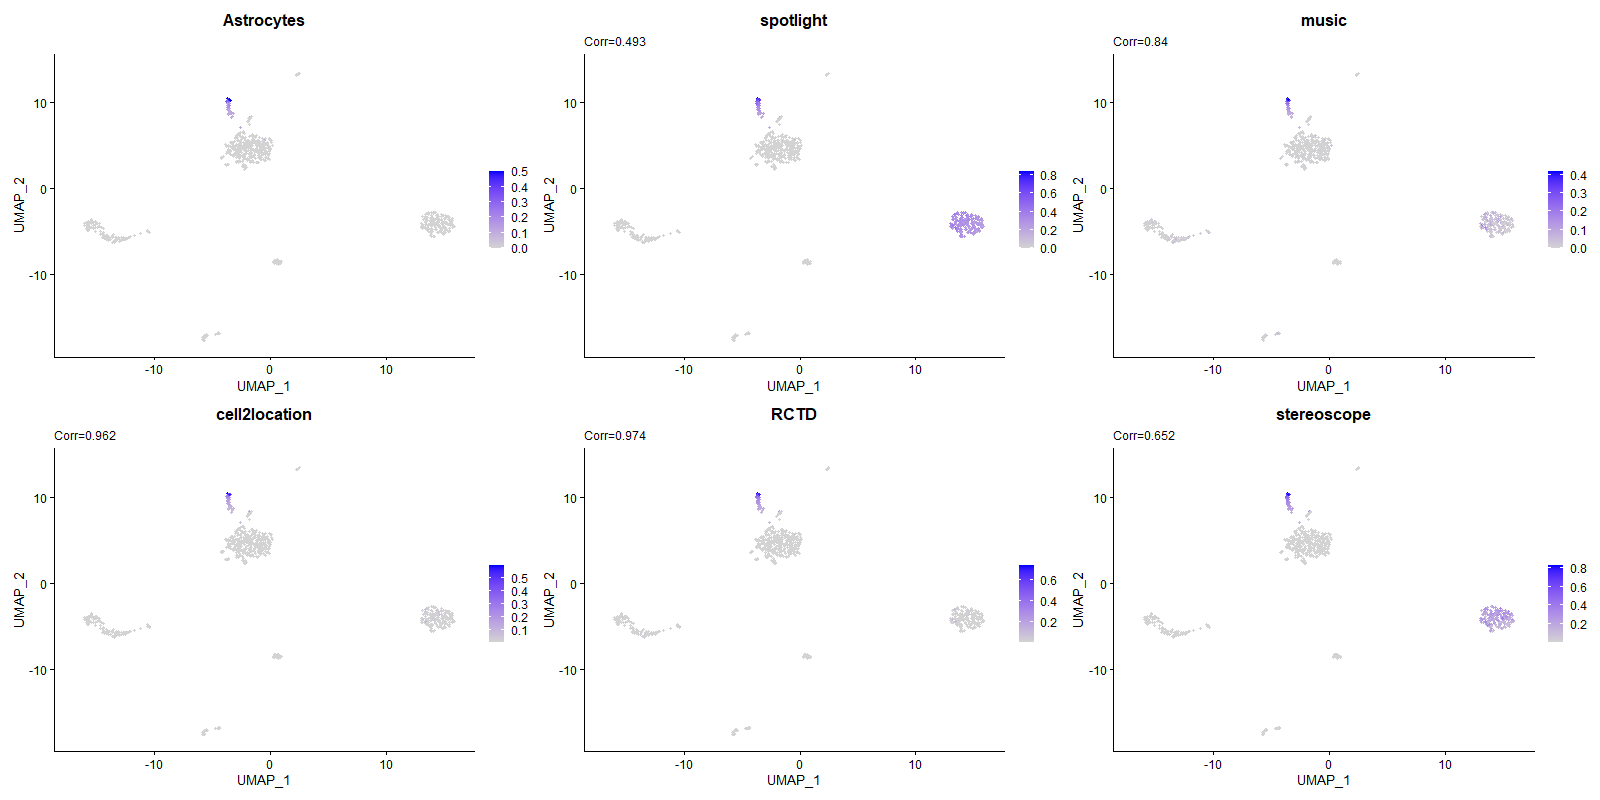 Astrocytes
UMAP_2
10
0
-10
-10
0
10
UMAP_1
0.5
0.4
0.3
0.2
0.1
0.0
spotlight
Corr=0.493
UMAP_2
10
0
-10
-10
0
10
UMAP_1
0.8
0.6
0.4
0.2
0.0
music
Corr=0.84
UMAP_2
10
0
-10
-10
0
10
UMAP_1
0.4
0.3
0.2
0.1
0.0
cell2location
Corr=0.962
UMAP_2
10
0
-10
-10
0
10
UMAP_1
0.5
0.4
0.3
0.2
0.1
RCTD
Corr=0.974
UMAP_2
10
0
-10
-10
0
10
UMAP_1
0.6
0.4
0.2
stereoscope
Corr=0.652
UMAP_2
10
0
-10
-10
0
10
UMAP_1
0.8
0.6
0.4
0.2